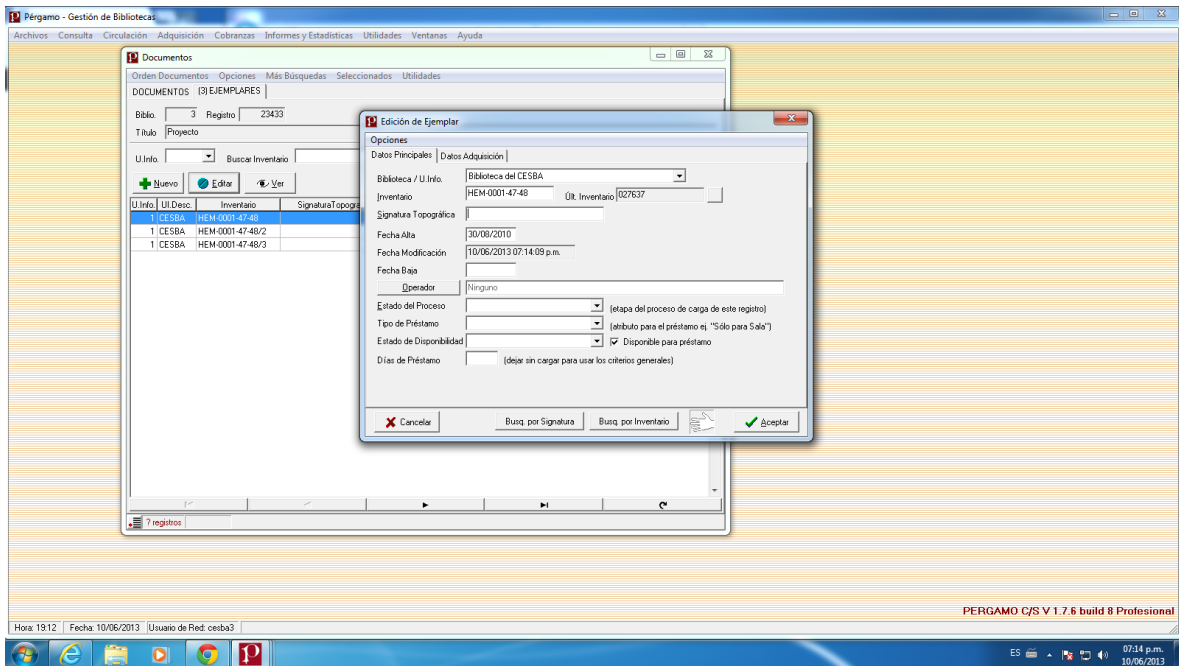 Pérgamo - Gestión de Bibliotecas
Archivos Consulta Circulación Adquisición Cobranzas Informes y Estadísticas Utilidades Ventanas Ayuda
Documentos
Orden Documentos Opciones Más Búsquedas Seleccionados Utilidades
DOCUMENTOS (3) EJEMPLARES
Biblio. 3 Registro 23433
Título Proyecto
U.Info. Buscar Inventario
Nuevo Editar Ver
U.Info. UI.Desc. Inventario SignaturaTopogra
1 CESBA HEM-0001-47-48
1 CESBA HEM-0001-47-48/2
1 CESBA HEM-0001-47-48/3
? registros
Edición de Ejemplar
Opciones
Datos Principales Datos Adquisición
Biblioteca / U.Info. Biblioteca del CESBA
Inventario HEM-0001-47-48 Últ. Inventario 027637
Signatura Topográfica
Fecha Alta 30/08/2010
Fecha Modificación 10/06/2013 07:14:09 p.m.
Fecha Baja
Operador Ninguno
Estado del Proceso (etapa del proceso de carga de este registro)
Tipo de Préstamo (atributo para el préstamo ej. "Sólo para Sala")
Estado de Disponibilidad Disponible para préstamo
Días de Préstamo (dejar sin cargar para usar los criterios generales)
Cancelar Busq. por Signatura Busq. por Inventario Aceptar
PERGAMO C/S V 1.7.6 build 8 Profesional
Hora: 19:12 Fecha: 10/06/2013 Usuario de Red: cesba3
ES 07:14 p.m.
10/06/2013